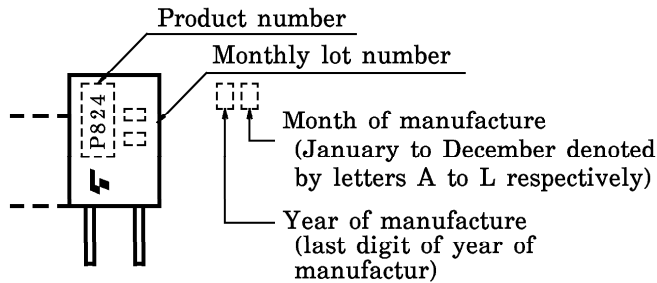 Product number
Monthly lot number
P824
Month of manufacture
(January to December denoted
by letters A to L respectively)
Year of manufacture
(last digit of year of
manufactur)